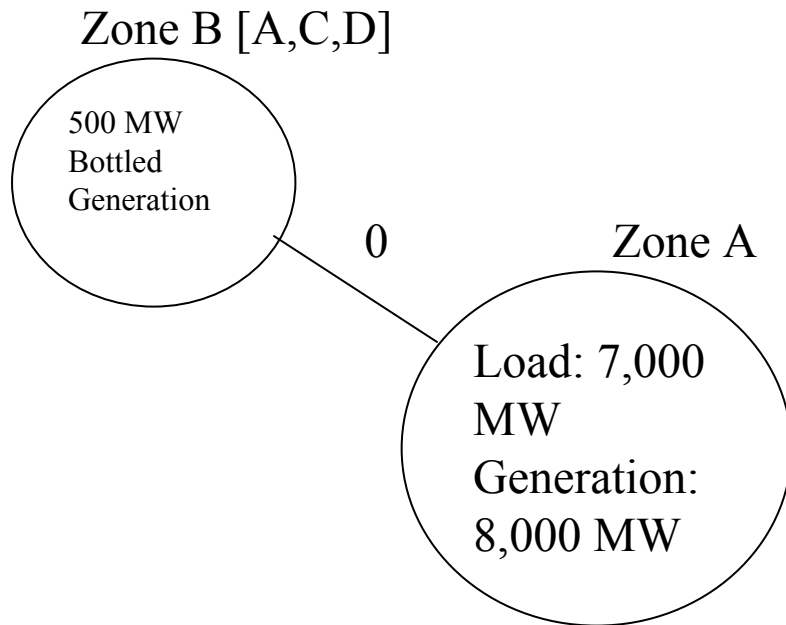 Zone B [A,C,D]
500 MW
Bottled
Generation
0
Zone A
Load: 7,000
MW
Generation:
8,000 MW